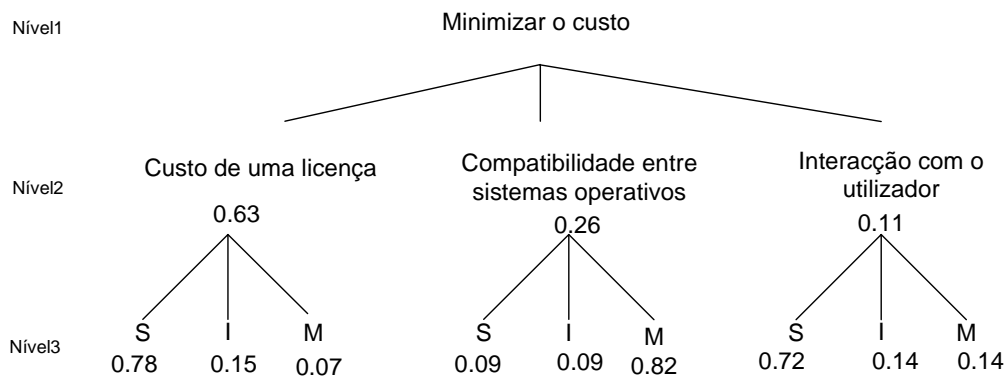 Nível1
Minimizar o custo
Nível2
Custo de uma licença
0.63
Compatibilidade entre
sistemas operativos
0.26
Interacção com o
utilizador
0.11
Nível3
S I M
0.78 0.15 0.07
S I M
0.09 0.09 0.82
S I M
0.72 0.14 0.14